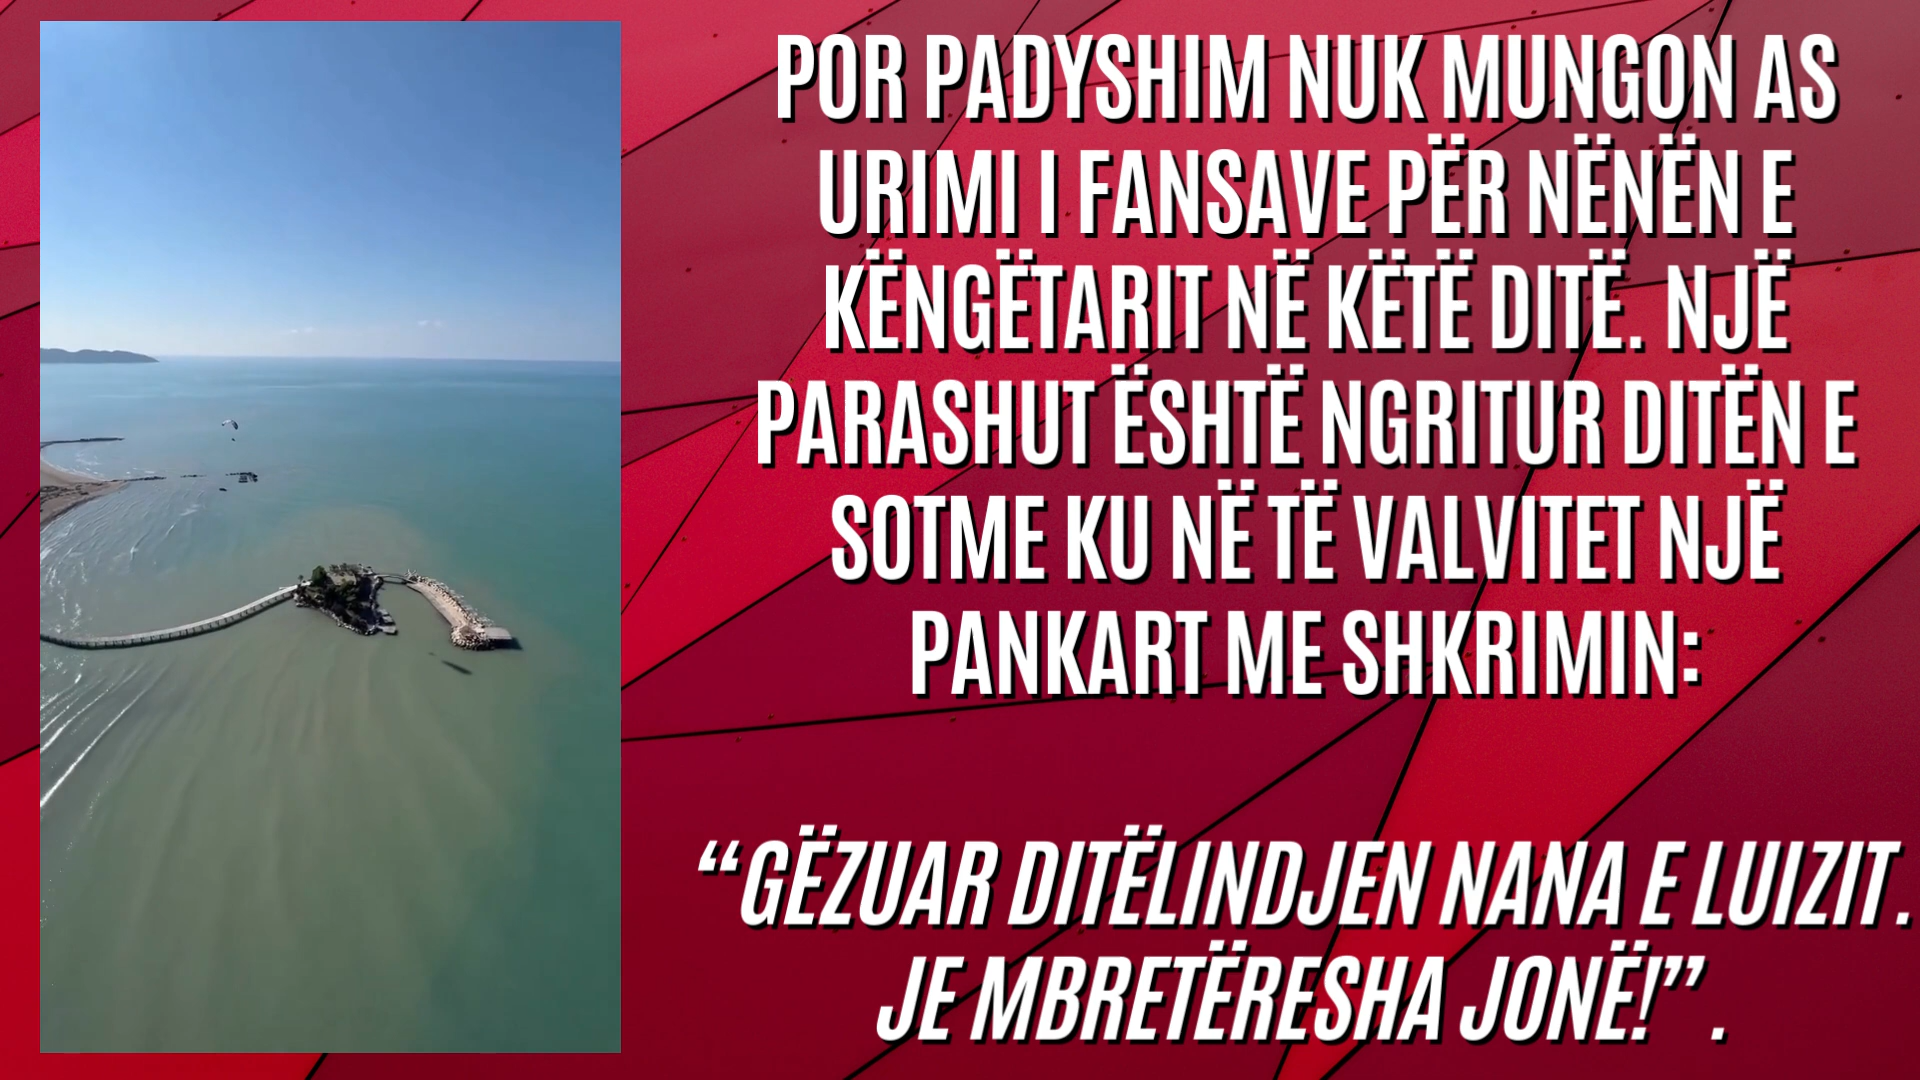 POR PADYSHIM NUK MUNGON AS
URIMI I FANSAVE PËR NËNËN E
KËNGËTARIT NË KËTË DITË. NJË
PARASHUT ËSHTË NGRITUR DITËN E
SOTME KU NË TË VALVITET NJË
PANKART ME SHKRIMIN:
“GËZUAR DITËLINDJEN NANA E LUIZIT.
JE MBRETËRESHA JONË!” .